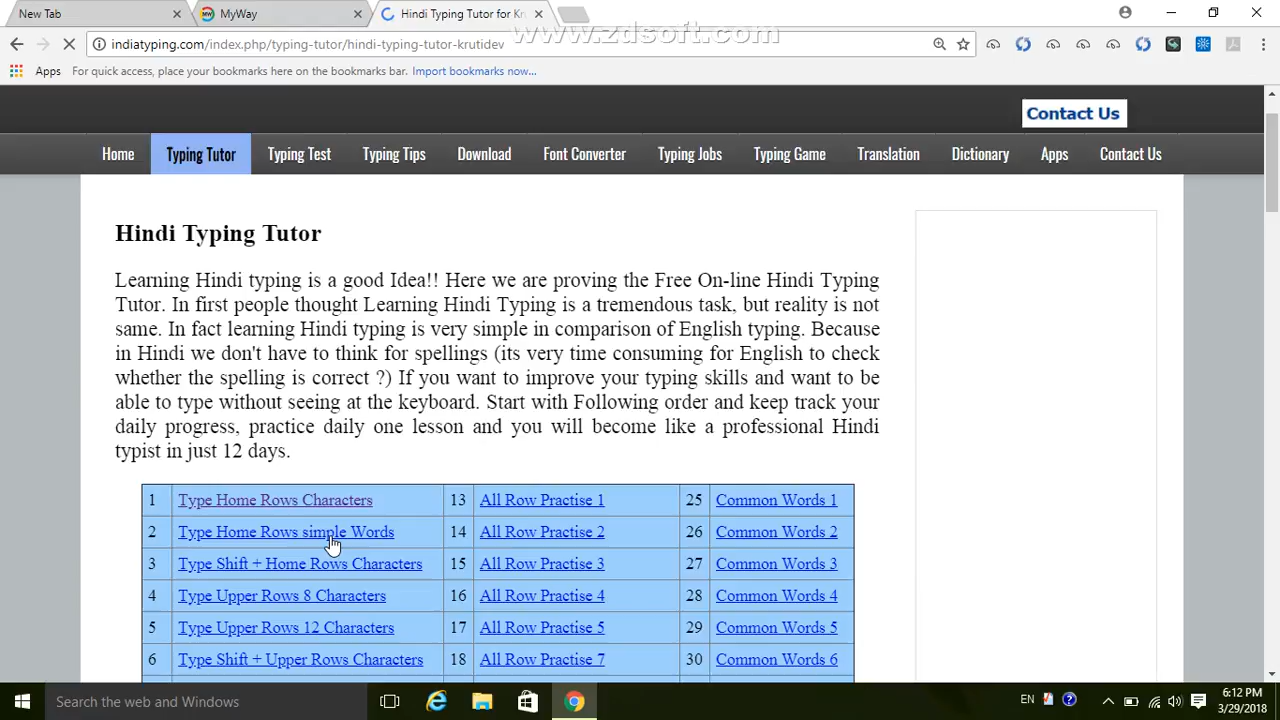 New Tab
MyWay
Hindi Typing Tutor for Kr
www.zdsoft.com
indiatyping.com/index.php/typing-tutor/hindi-typing-tutor-krutidev
Apps For quick access, place your bookmarks here on the bookmarks bar. Import bookmarks now...
Contact Us
Home Typing Tutor Typing Test Typing Tips Download Font Converter Typing Jobs Typing Game Translation Dictionary Apps Contact Us
Hindi Typing Tutor
Learning Hindi typing is a good Idea!! Here we are proving the Free On-line Hindi Typing
Tutor. In first people thought Learning Hindi Typing is a tremendous task, but reality is not
same. In fact learning Hindi typing is very simple in comparison of English typing. Because
in Hindi we don't have to think for spellings (its very time consuming for English to check
whether the spelling is correct ?) If you want to improve your typing skills and want to be
able to type without seeing at the keyboard. Start with Following order and keep track your
daily progress, practice daily one lesson and you will become like a professional Hindi
typist in just 12 days.
1 Type Home Rows Characters 13 All Row Practise 1 25 Common Words 1
2 Type Home Rows simple Words 14 All Row Practise 2 26 Common Words 2
3 Type Shift + Home Rows Characters 15 All Row Practise 3 27 Common Words 3
4 Type Upper Rows 8 Characters 16 All Row Practise 4 28 Common Words 4
5 Type Upper Rows 12 Characters 17 All Row Practise 5 29 Common Words 5
6 Type Shift + Upper Rows Characters 18 All Row Practise 7 30 Common Words 6
Search the web and Windows
EN
6:12 PM
3/29/2018